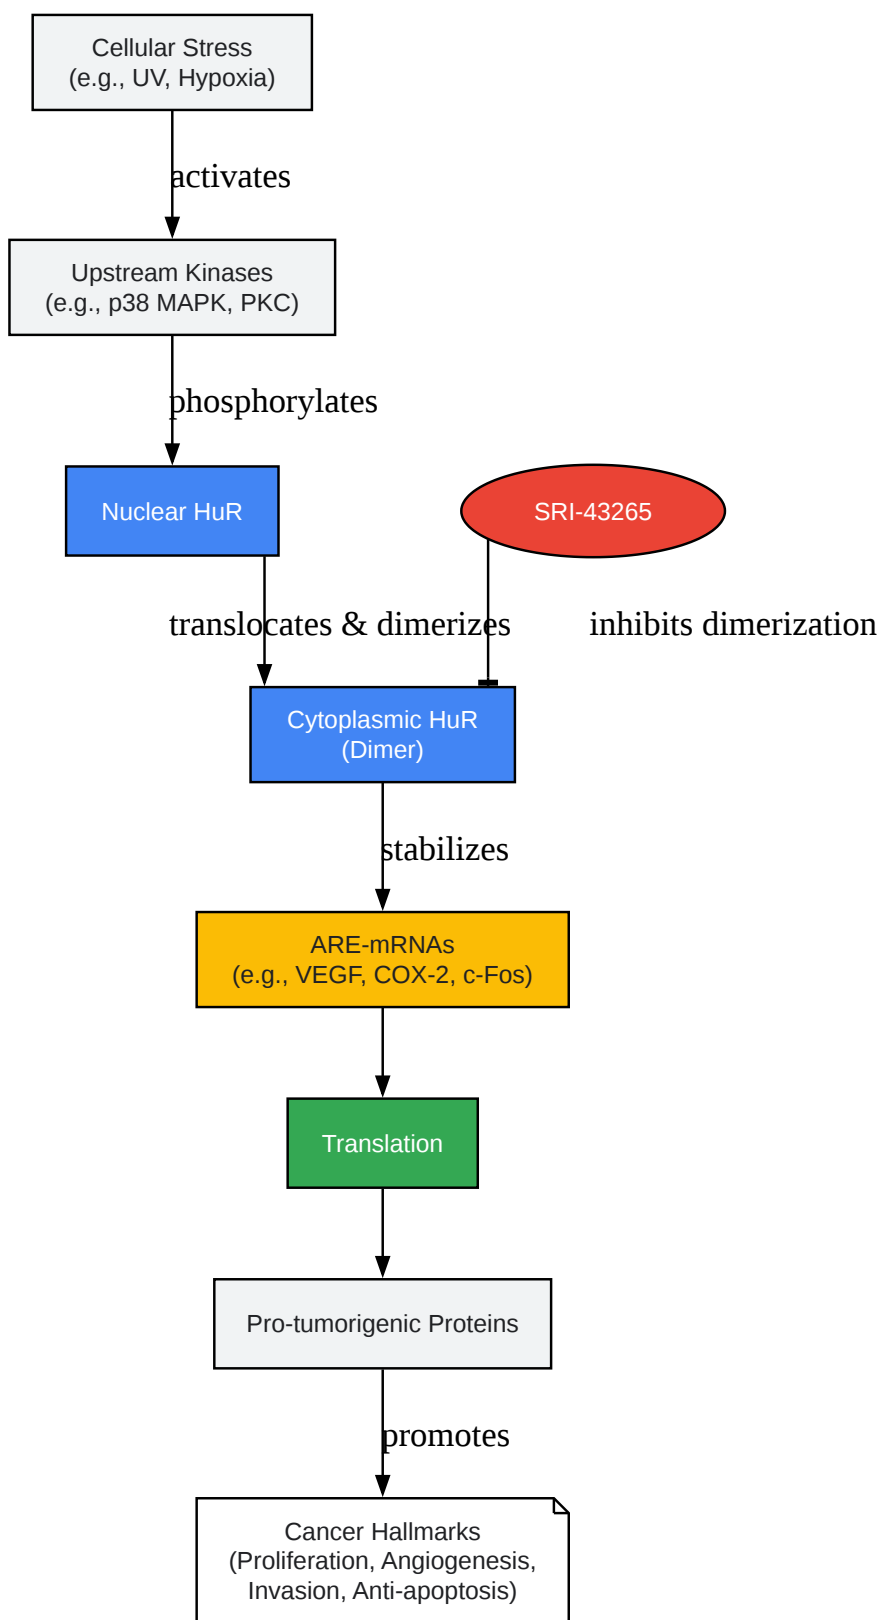 Cellular Stress
(e.g., UV, Hypoxia)
activates
Upstream Kinases
(e.g., p38 MAPK, PKC)
phosphorylates
Nuclear HuR
SRI-43265
translocates & dimerizes
inhibits dimerization
Cytoplasmic HuR
(Dimer)
stabilizes
ARE-mRNAs
(e.g., VEGF, COX-2, c-Fos)
Translation
Pro-tumorigenic Proteins
promotes
Cancer Hallmarks
(Proliferation, Angiogenesis,
Invasion, Anti-apoptosis)